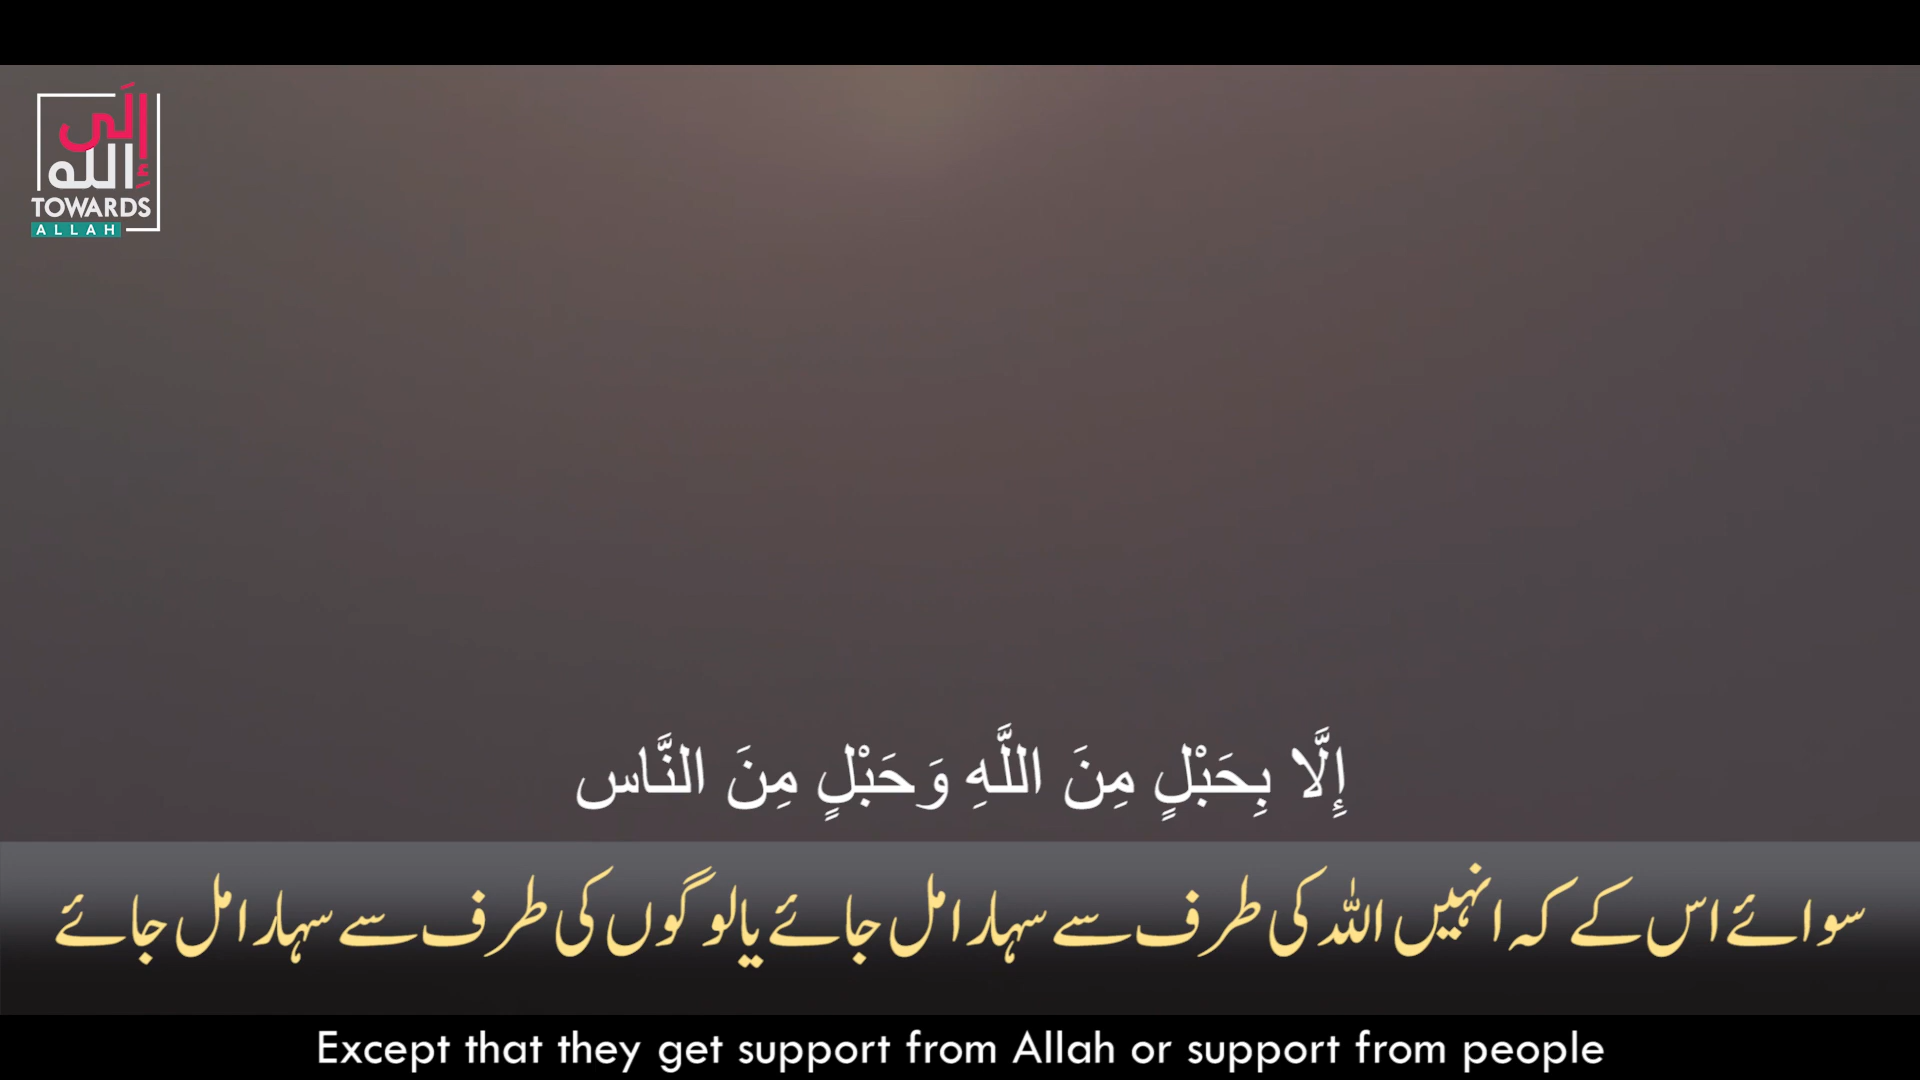 إِلَى
اللهِ
TOWARDS
ALLAH
إِلَّا بِحَبْلٍ مِنَ اللَّهِ وَحَبْلٍ مِنَ النَّاس
سوائے اس کے کہ انہیں اللہ کی طرف سے سہارا مل جائے یا لوگوں کی طرف سے سہارا مل جائے
Except that they get support from Allah or support from people